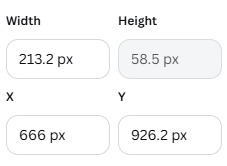 Width Height
213.2 px 58.5 px
X Y
666 px 926.2 px